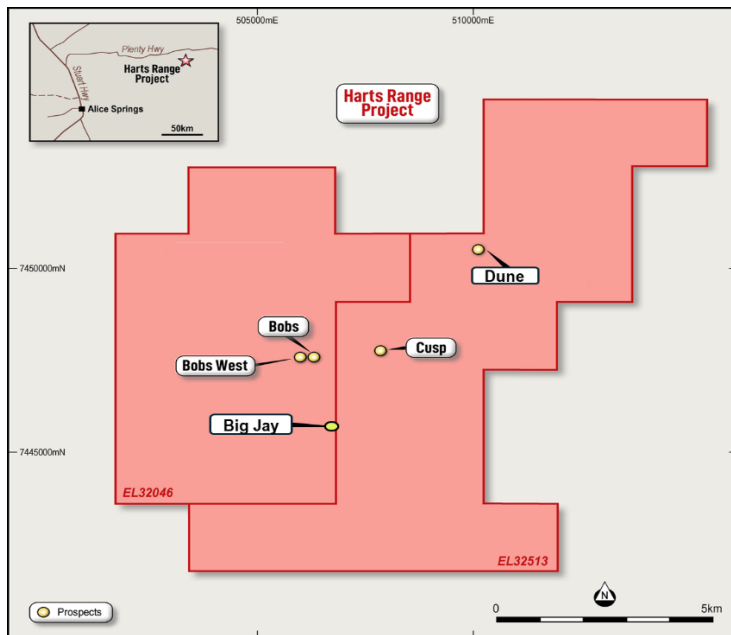 505000mE
510000mE
Plenty Hwy
Harts Range
Project
Stuart Hwy
Alice Springs
50km
Harts Range
Project
7450000mN
Dune
Bobs
Cusp
Bobs West
Big Jay
7445000mN
EL32046
EL32513
Prospects
N
0
5km